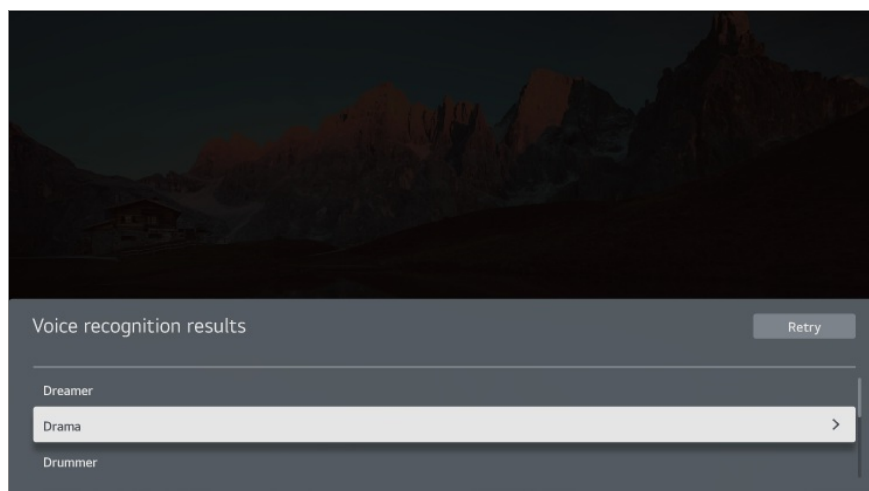 Voice recognition results
Retry
Dreamer
Drama
Drummer